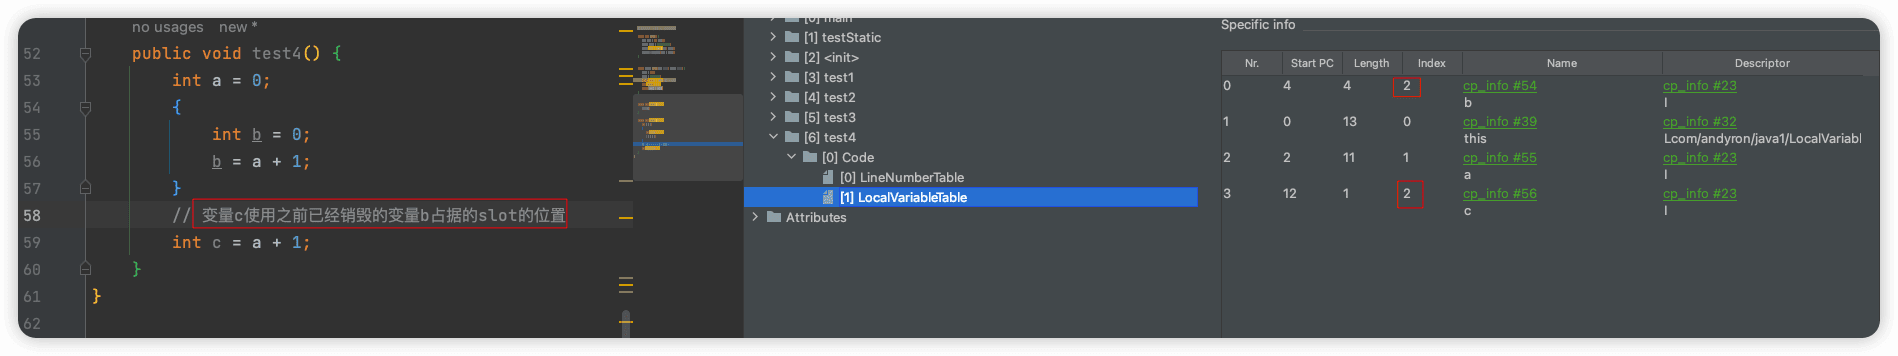 no usages   new *
52 public void test4() {
53 int a = 0;
54 {
55 int b = 0;
56 b = a + 1;
57 }
58 // 变量c使用之前已经销毁的变量b占据的slot的位置
59 int c = a + 1;
60 }
61 }
62
[0] main
[1] testStatic
[2] <init>
[3] test1
[4] test2
[5] test3
[6] test4
[0] Code
[0] LineNumberTable
[1] LocalVariableTable
Attributes
Specific info
Nr. Start PC Length Index Name Descriptor
0 4 4 2 cp_info #54 cp_info #23
b I
1 0 13 0 cp_info #39 cp_info #32
this Lcom/andyron/java1/LocalVariabl
2 2 11 1 cp_info #55 cp_info #23
a I
3 12 1 2 cp_info #56 cp_info #23
c I